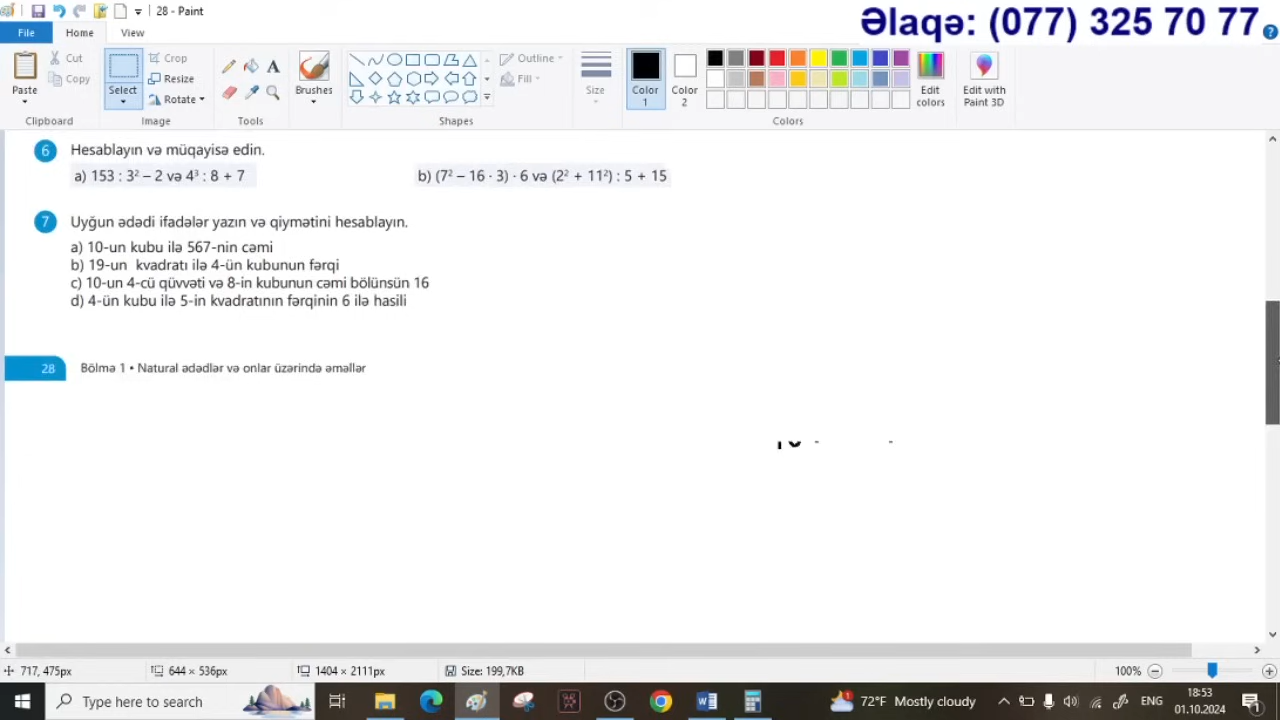 28 - Paint
Əlaqə: (077) 325 70 77
File Home View
Paste
Cut
Copy
Clipboard
Select
Crop
Resize
Rotate
Image
Tools
Brushes
Outline
Fill
Shapes
Size
Color 1
Color 2
Edit colors
Colors
Edit with Paint 3D
6 Hesablayın və müqayisə edin.
a) 153 : 3² – 2 və 4³ : 8 + 7
b) (7² – 16 · 3) · 6 və (2² + 11²) : 5 + 15
7 Uyğun ədədi ifadələr yazın və qiymətini hesablayın.
a) 10-un kubu ilə 567-nin cəmi
b) 19-un kvadratı ilə 4-ün kubunun fərqi
c) 10-un 4-cü qüvvəti və 8-in kubunun cəmi bölünsün 16
d) 4-ün kubu ilə 5-in kvadratının fərqinin 6 ilə hasili
28 Bölmə 1 • Natural ədədlər və onlar üzərində əməllər
717, 475px 644 × 536px 1404 × 2111px Size: 199,7KB 100%
Type here to search
72°F Mostly cloudy
ENG
18:53
01.10.2024